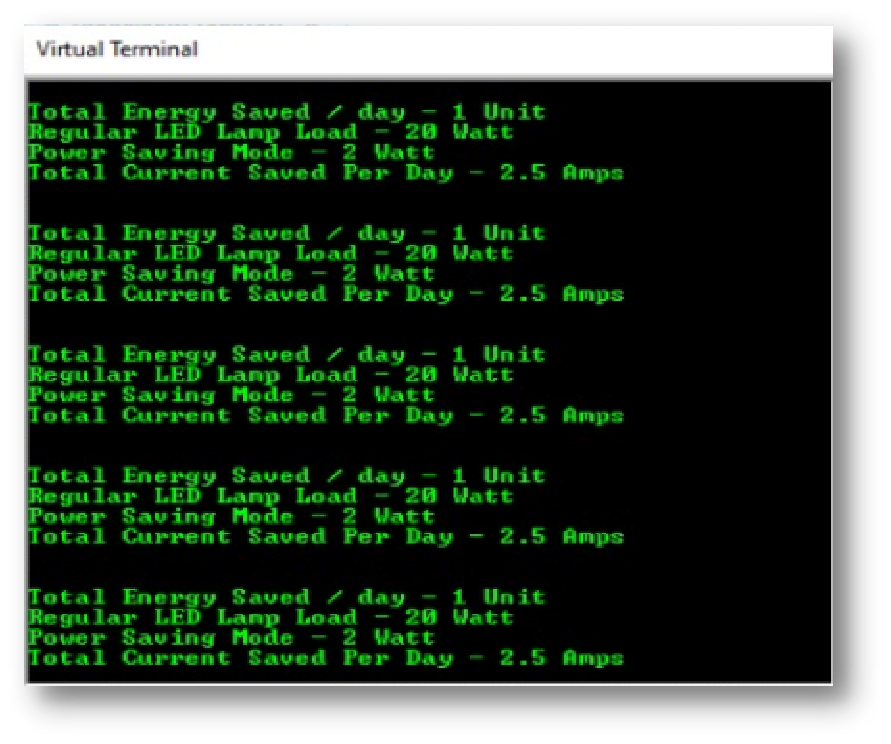 Virtual Terminal
Total Energy Saved / day - 1 Unit
Regular LED Lamp Load - 20 Watt
Power Saving Mode - 2 Watt
Total Current Saved Per Day - 2.5 Amps
Total Energy Saved / day - 1 Unit
Regular LED Lamp Load - 20 Watt
Power Saving Mode - 2 Watt
Total Current Saved Per Day - 2.5 Amps
Total Energy Saved / day - 1 Unit
Regular LED Lamp Load - 20 Watt
Power Saving Mode - 2 Watt
Total Current Saved Per Day - 2.5 Amps
Total Energy Saved / day - 1 Unit
Regular LED Lamp Load - 20 Watt
Power Saving Mode - 2 Watt
Total Current Saved Per Day - 2.5 Amps
Total Energy Saved / day - 1 Unit
Regular LED Lamp Load - 20 Watt
Power Saving Mode - 2 Watt
Total Current Saved Per Day - 2.5 Amps